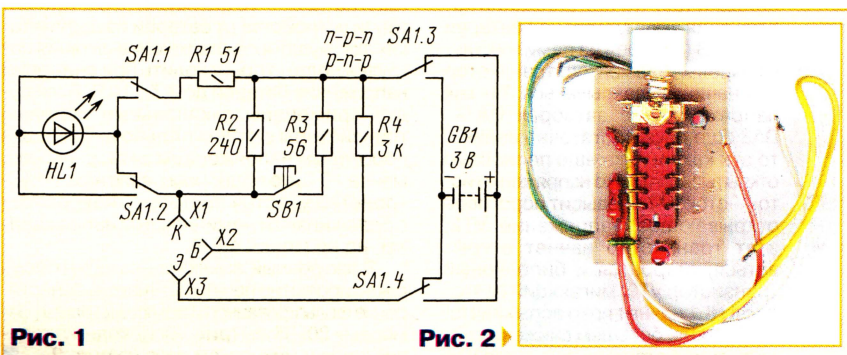 n-p-n
p-n-p
SA1.1
R1 51
SA1.3
R2
240
R3
56
R4
3 к
GB1
3 В
− +
HL1
SA1.2
X1
К
SB1
Б
X2
Э
X3
SA1.4
Рис. 1
Рис. 2